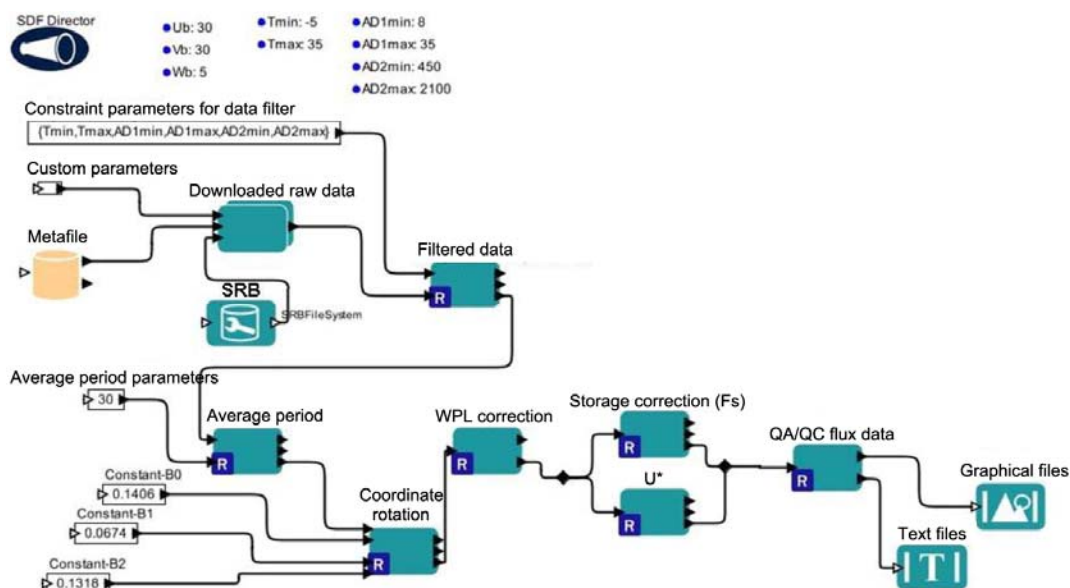 SDF Director
Ub: 30
Vb: 30
Wb: 5
Tmin: -5
Tmax: 35
AD1min: 8
AD1max: 35
AD2min: 450
AD2max: 2100
Constraint parameters for data filter
{Tmin,Tmax,AD1min,AD1max,AD2min,AD2max}
Custom parameters
Downloaded raw data
Metafile
Filtered data
R
SRB
SRBFileSystem
Average period parameters
30
Average period
R
WPL correction
R
Storage correction (Fs)
R
U*
R
QA/QC flux data
R
Graphical files
Text files
T
Constant-B0
0.1406
Constant-B1
0.0674
Constant-B2
0.1318
Coordinate
rotation
R